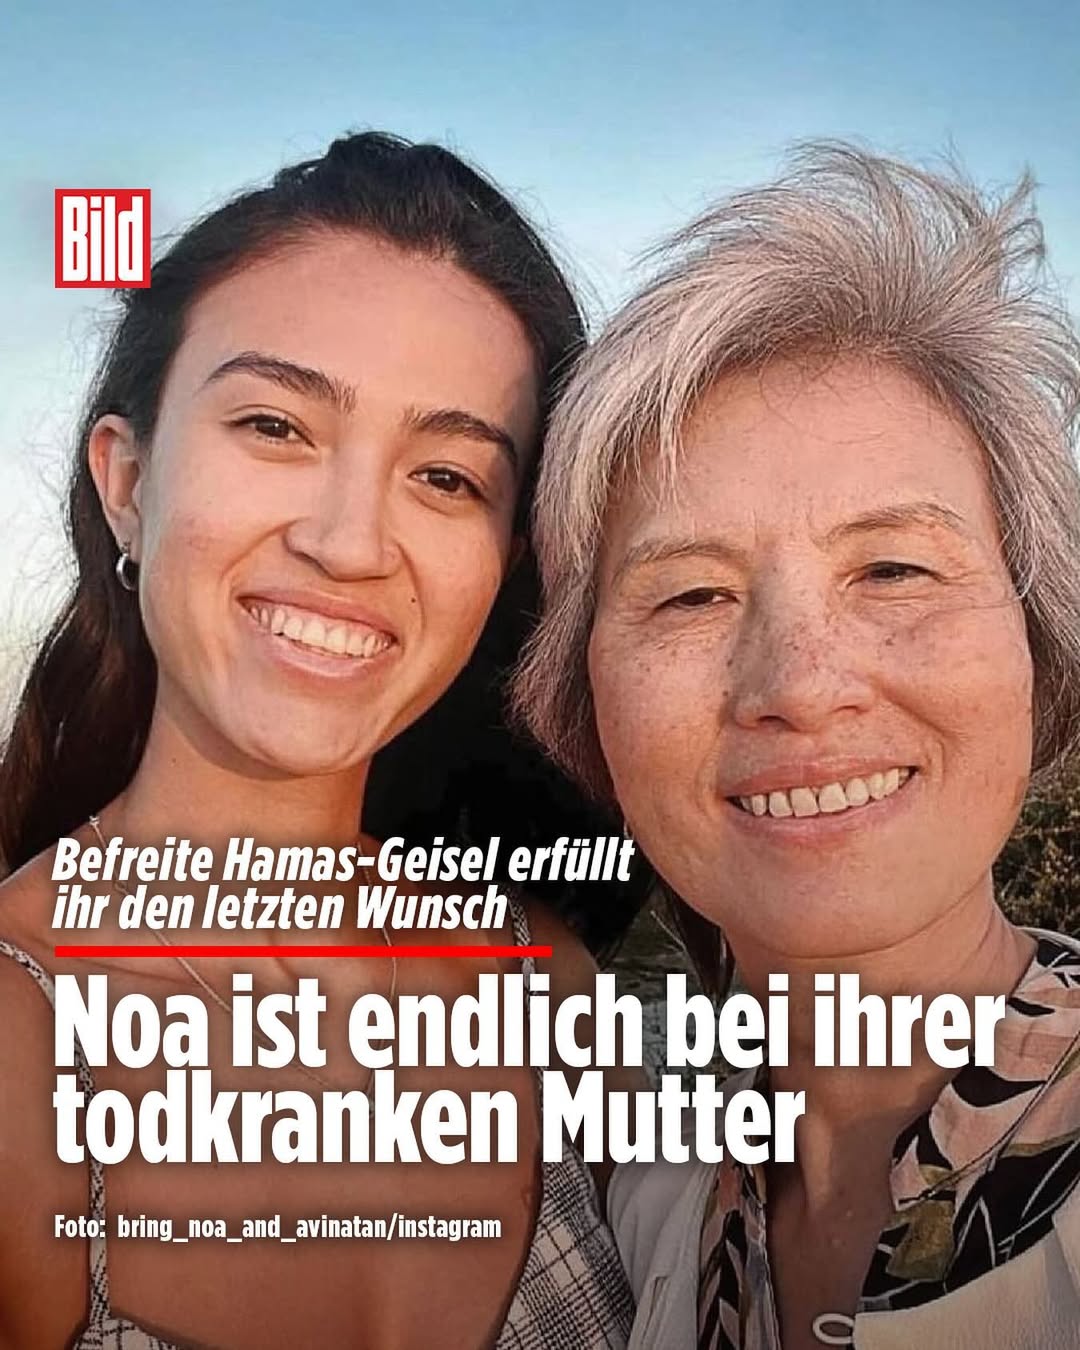 Bild
Befreite Hamas-Geisel erfüllt
ihr den letzten Wunsch
Noa ist endlich bei ihrer
todkranken Mutter
Foto: bring_noa_and_avinatan/instagram